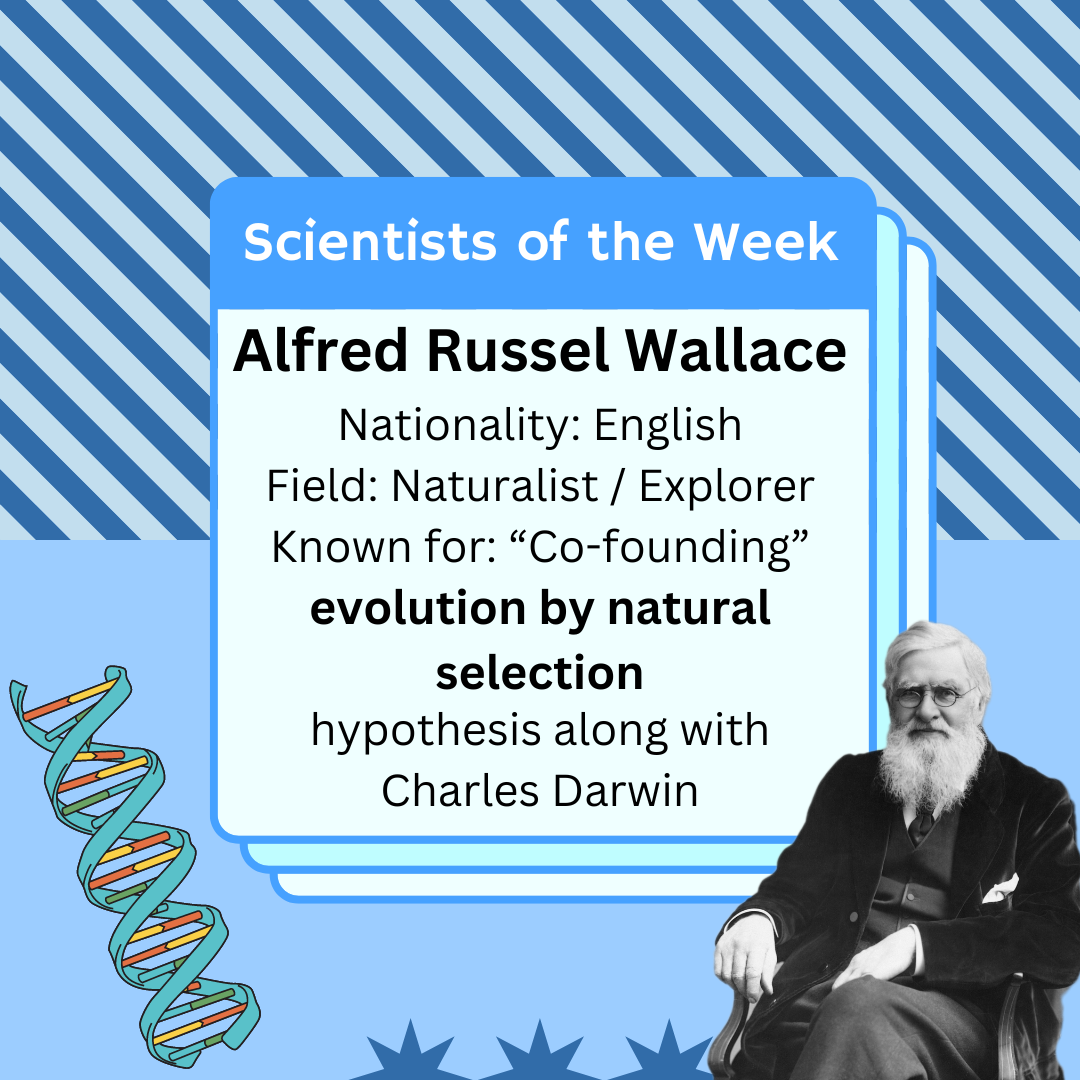 Scientists of the Week
Alfred Russel Wallace
Nationality: English
Field: Naturalist / Explorer
Known for: “Co-founding”
evolution by natural
selection
hypothesis along with
Charles Darwin